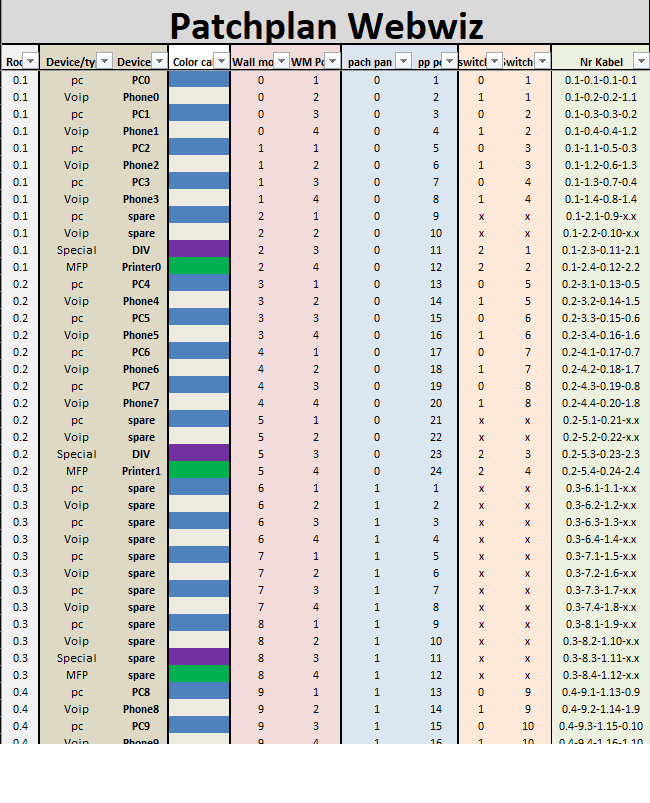 Patchplan Webwiz
Roo Device/ty Device Color cal Wall mo WM Po pach pan pp po switch Switch Nr Kabel
0.1 pc PC0 0 1 0 1 0 1 0.1-0.1-0.1-0.1
0.1 Voip Phone0 0 2 0 2 1 1 0.1-0.2-0.2-1.1
0.1 pc PC1 0 3 0 3 0 2 0.1-0.3-0.3-0.2
0.1 Voip Phone1 0 4 0 4 1 2 0.1-0.4-0.4-1.2
0.1 pc PC2 1 1 0 5 0 3 0.1-1.1-0.5-0.3
0.1 Voip Phone2 1 2 0 6 1 3 0.1-1.2-0.6-1.3
0.1 pc PC3 1 3 0 7 0 4 0.1-1.3-0.7-0.4
0.1 Voip Phone3 1 4 0 8 1 4 0.1-1.4-0.8-1.4
0.1 pc spare 2 1 0 9 x x 0.1-2.1-0.9-x.x
0.1 Voip spare 2 2 0 10 x x 0.1-2.2-0.10-x.x
0.1 Special DIV 2 3 0 11 2 1 0.1-2.3-0.11-2.1
0.1 MFP Printer0 2 4 0 12 2 2 0.1-2.4-0.12-2.2
0.2 pc PC4 3 1 0 13 0 5 0.2-3.1-0.13-0.5
0.2 Voip Phone4 3 2 0 14 1 5 0.2-3.2-0.14-1.5
0.2 pc PC5 3 3 0 15 0 6 0.2-3.3-0.15-0.6
0.2 Voip Phone5 3 4 0 16 1 6 0.2-3.4-0.16-1.6
0.2 pc PC6 4 1 0 17 0 7 0.2-4.1-0.17-0.7
0.2 Voip Phone6 4 2 0 18 1 7 0.2-4.2-0.18-1.7
0.2 pc PC7 4 3 0 19 0 8 0.2-4.3-0.19-0.8
0.2 Voip Phone7 4 4 0 20 1 8 0.2-4.4-0.20-1.8
0.2 pc spare 5 1 0 21 x x 0.2-5.1-0.21-x.x
0.2 Voip spare 5 2 0 22 x x 0.2-5.2-0.22-x.x
0.2 Special DIV 5 3 0 23 2 3 0.2-5.3-0.23-2.3
0.2 MFP Printer1 5 4 0 24 2 4 0.2-5.4-0.24-2.4
0.3 pc spare 6 1 1 1 x x 0.3-6.1-1.1-x.x
0.3 Voip spare 6 2 1 2 x x 0.3-6.2-1.2-x.x
0.3 pc spare 6 3 1 3 x x 0.3-6.3-1.3-x.x
0.3 Voip spare 6 4 1 4 x x 0.3-6.4-1.4-x.x
0.3 pc spare 7 1 1 5 x x 0.3-7.1-1.5-x.x
0.3 Voip spare 7 2 1 6 x x 0.3-7.2-1.6-x.x
0.3 pc spare 7 3 1 7 x x 0.3-7.3-1.7-x.x
0.3 Voip spare 7 4 1 8 x x 0.3-7.4-1.8-x.x
0.3 pc spare 8 1 1 9 x x 0.3-8.1-1.9-x.x
0.3 Voip spare 8 2 1 10 x x 0.3-8.2-1.10-x.x
0.3 Special spare 8 3 1 11 x x 0.3-8.3-1.11-x.x
0.3 MFP spare 8 4 1 12 x x 0.3-8.4-1.12-x.x
0.4 pc PC8 9 1 1 13 0 9 0.4-9.1-1.13-0.9
0.4 Voip Phone8 9 2 1 14 1 9 0.4-9.2-1.14-1.9
0.4 pc PC9 9 3 1 15 0 10 0.4-9.3-1.15-0.10
0.4 Voip Phone9 9 4 1 16 1 10 0.4-9.4-1.16-1.10